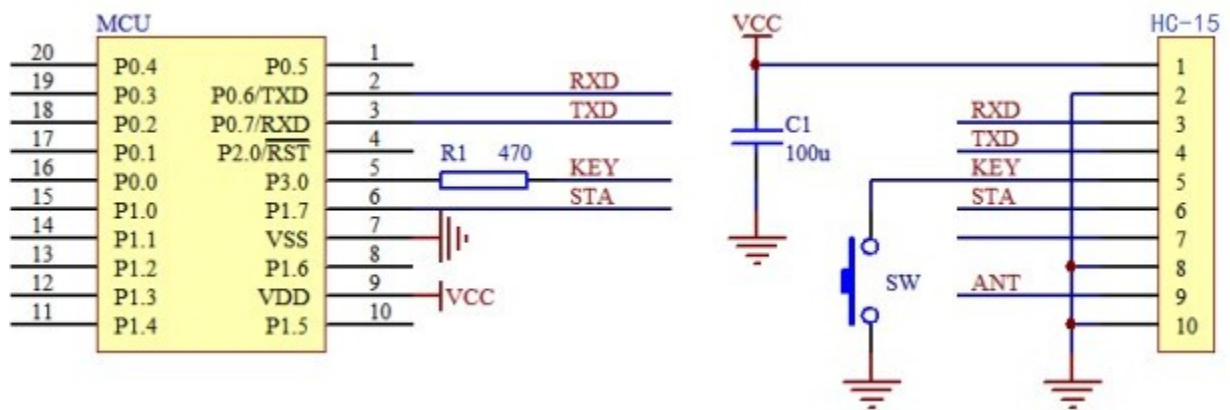 MCU
20 P0.4 P0.5 1
19 P0.3 P0.6/TXD 2 RXD
18 P0.2 P0.7/RXD 3 TXD
17 P0.1 P2.0/RST 4
16 P0.0 P3.0 5 R1 470 KEY
15 P1.0 P1.7 6 STA
14 P1.1 VSS 7
13 P1.2 P1.6 8
12 P1.3 VDD 9 VCC
11 P1.4 P1.5 10
VCC
C1
100u
SW
HC-15
1
2
RXD 3
TXD 4
KEY 5
STA 6
7
8
ANT 9
10